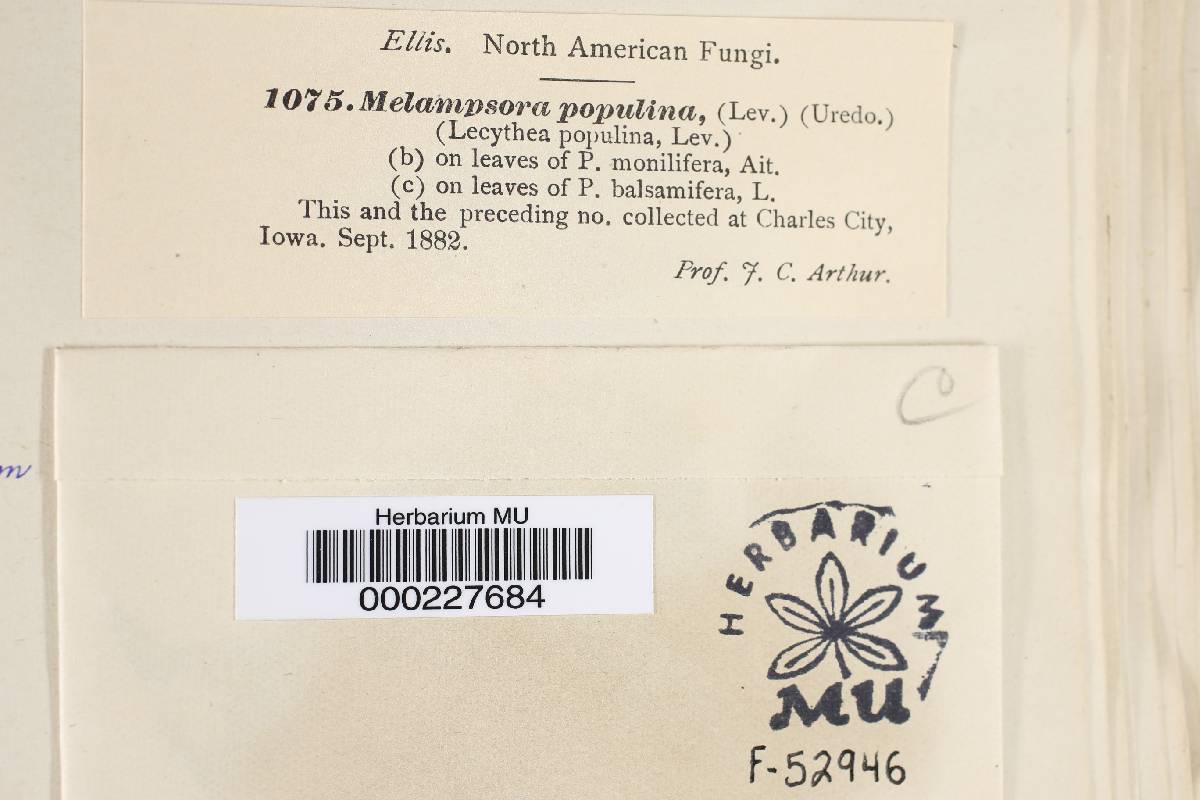 Ellis. North American Fungi.
1075. Melampsora populina, (Lev.) (Uredo.)
(Lecythea populina, Lev.)
(b) on leaves of P. monilifera, Ait.
(c) on leaves of P. balsamifera, L.
This and the preceding no. collected at Charles City,
Iowa. Sept. 1882.
Prof. J. C. Arthur.
C
Herbarium MU
000227684
HERBARIUM
MU
F-52946